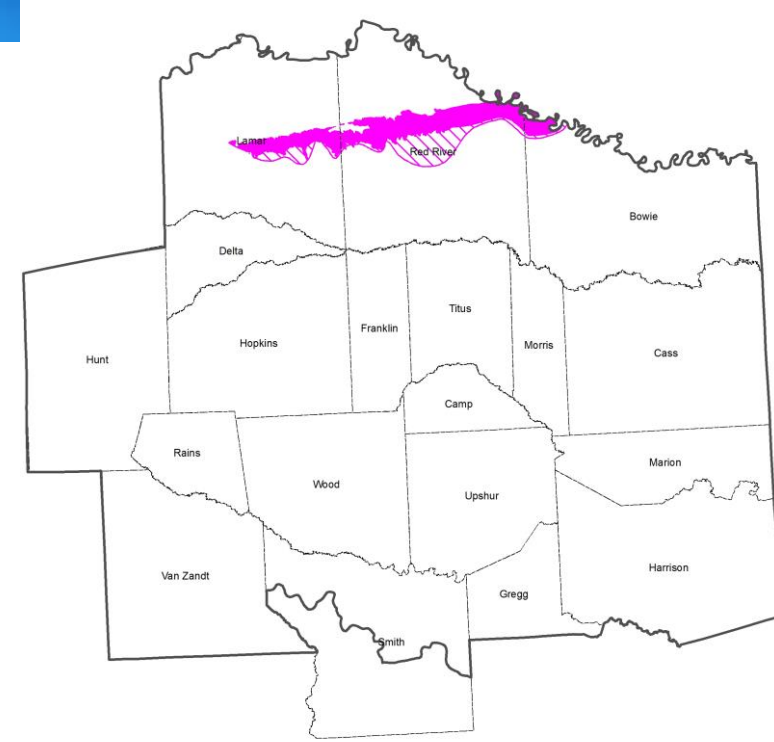 Lamar
Red River
Bowie
Delta
Titus
Franklin
Hopkins
Morris
Cass
Hunt
Camp
Rains
Marion
Wood
Upshur
Harrison
Van Zandt
Gregg
Smith